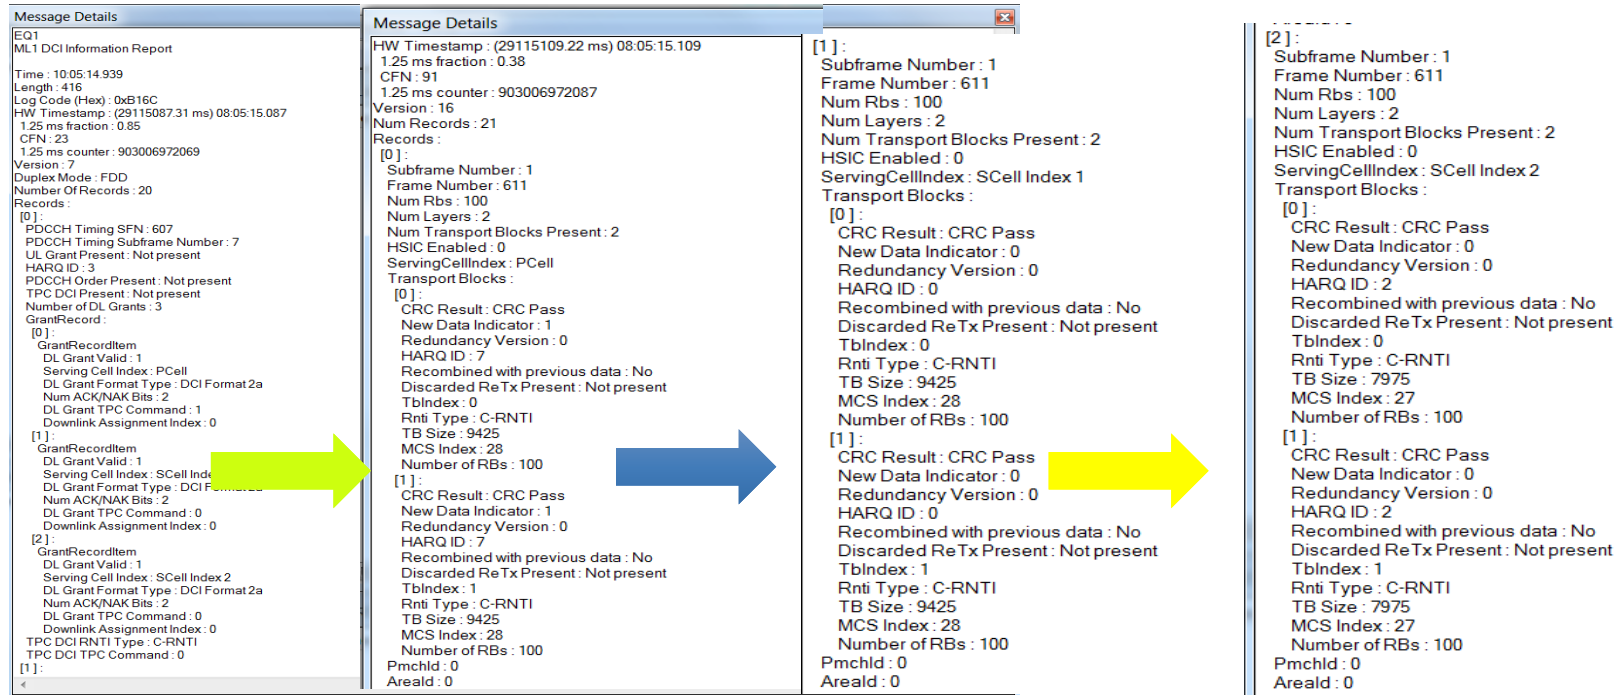 Message Details
EQ1
ML1 DCI Information Report
Time : 10:05:14.939
Length : 416
Log Code (Hex) : 0xB16C
HW Timestamp : (29115087.31 ms) 08:05:15.087
1.25 ms fraction : 0.85
CFN : 23
1.25 ms counter : 903006972069
Version : 7
Duplex Mode : FDD
Number Of Records : 20
Records :
[0] :
PDCCH Timing SFN : 607
PDCCH Timing Subframe Number : 7
UL Grant Present : Not present
HARQ ID : 3
PDCCH Order Present : Not present
TPC DCI Present : Not present
Number of DL Grants : 3
GrantRecord :
[0] :
GrantRecordItem
DL Grant Valid : 1
Serving Cell Index : PCell
DL Grant Format Type : DCI Format 2a
Num ACK/NAK Bits : 2
DL Grant TPC Command : 1
Downlink Assignment Index : 0
[1] :
GrantRecordItem
DL Grant Valid : 1
Serving Cell Index : SCell
DL Grant Format Type : DCI
Num ACK/NAK Bits : 2
DL Grant TPC Command : 0
Downlink Assignment Index : 0
[2] :
GrantRecordItem
DL Grant Valid : 1
Serving Cell Index : SCell Index 2
DL Grant Format Type : DCI Format 2a
Num ACK/NAK Bits : 2
DL Grant TPC Command : 0
Downlink Assignment Index : 0
TPC DCI RNTI Type : C-RNTI
TPC DCI TPC Command : 0
[1] :
Message Details
HW Timestamp : (29115109.22 ms) 08:05:15.109
1.25 ms fraction : 0.38
CFN : 91
1.25 ms counter : 903006972087
Version : 16
Num Records : 21
Records :
[0] :
Subframe Number : 1
Frame Number : 611
Num Rbs : 100
Num Layers : 2
Num Transport Blocks Present : 2
HSIC Enabled : 0
ServingCellIndex : PCell
Transport Blocks :
[0] :
CRC Result : CRC Pass
New Data Indicator : 1
Redundancy Version : 0
HARQ ID : 7
Recombined with previous data : No
Discarded ReTx Present : Not present
TbIndex : 0
Rnti Type : C-RNTI
TB Size : 9425
MCS Index : 28
Number of RBs : 100
[1] :
CRC Result : CRC Pass
New Data Indicator : 1
Redundancy Version : 0
HARQ ID : 7
Recombined with previous data : No
Discarded ReTx Present : Not present
TbIndex : 1
Rnti Type : C-RNTI
TB Size : 9425
MCS Index : 28
Number of RBs : 100
PmchId : 0
AreaId : 0
[1] :
Subframe Number : 1
Frame Number : 611
Num Rbs : 100
Num Layers : 2
Num Transport Blocks Present : 2
HSIC Enabled : 0
ServingCellIndex : SCell Index 1
Transport Blocks :
[0] :
CRC Result : CRC Pass
New Data Indicator : 0
Redundancy Version : 0
HARQ ID : 0
Recombined with previous data : No
Discarded ReTx Present : Not present
TbIndex : 0
Rnti Type : C-RNTI
TB Size : 9425
MCS Index : 28
Number of RBs : 100
[1] :
CRC Result : CRC Pass
New Data Indicator : 0
Redundancy Version : 0
HARQ ID : 0
Recombined with previous data : No
Discarded ReTx Present : Not present
TbIndex : 1
Rnti Type : C-RNTI
TB Size : 9425
MCS Index : 28
Number of RBs : 100
PmchId : 0
AreaId : 0
[2] :
Subframe Number : 1
Frame Number : 611
Num Rbs : 100
Num Layers : 2
Num Transport Blocks Present : 2
HSIC Enabled : 0
ServingCellIndex : SCell Index 2
Transport Blocks :
[0] :
CRC Result : CRC Pass
New Data Indicator : 0
Redundancy Version : 0
HARQ ID : 2
Recombined with previous data : No
Discarded ReTx Present : Not present
TbIndex : 0
Rnti Type : C-RNTI
TB Size : 7975
MCS Index : 27
Number of RBs : 100
[1] :
CRC Result : CRC Pass
New Data Indicator : 0
Redundancy Version : 0
HARQ ID : 2
Recombined with previous data : No
Discarded ReTx Present : Not present
TbIndex : 1
Rnti Type : C-RNTI
TB Size : 7975
MCS Index : 27
Number of RBs : 100
PmchId : 0
AreaId : 0